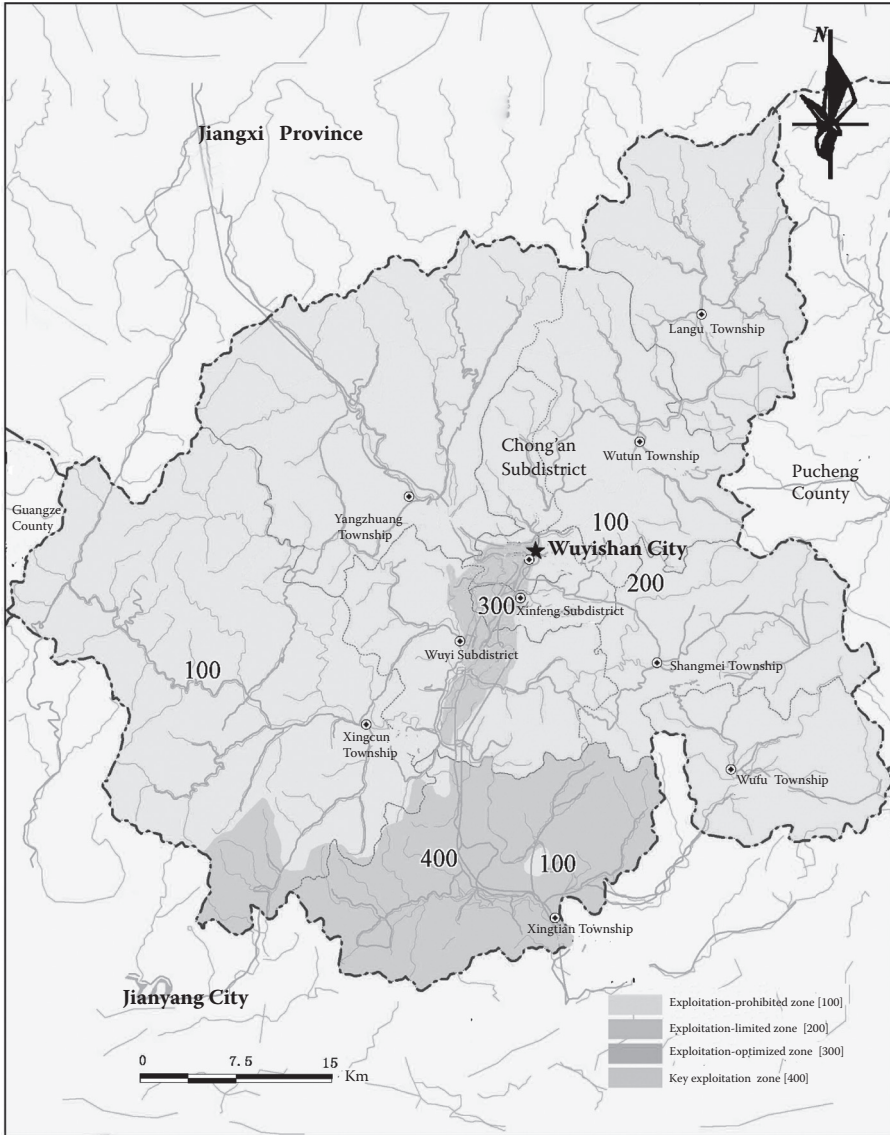 N
Jiangxi Province
Langu Township
Chong'an
Subdistrict
Wutun Township
Pucheng
County
Guangze
County
Yangzhuang
Township
100
Wuyishan City
200
300
Xinfeng Subdistrict
Wuyi Subdistrict
Shangmei Township
100
Xingcun
Township
Wufu Township
400
100
Xingtian Township
Jianyang City
Exploitation-prohibited zone [100]
Exploitation-limited zone [200]
Exploitation-optimized zone [300]
Key exploitation zone [400]
0 7.5 15
Km